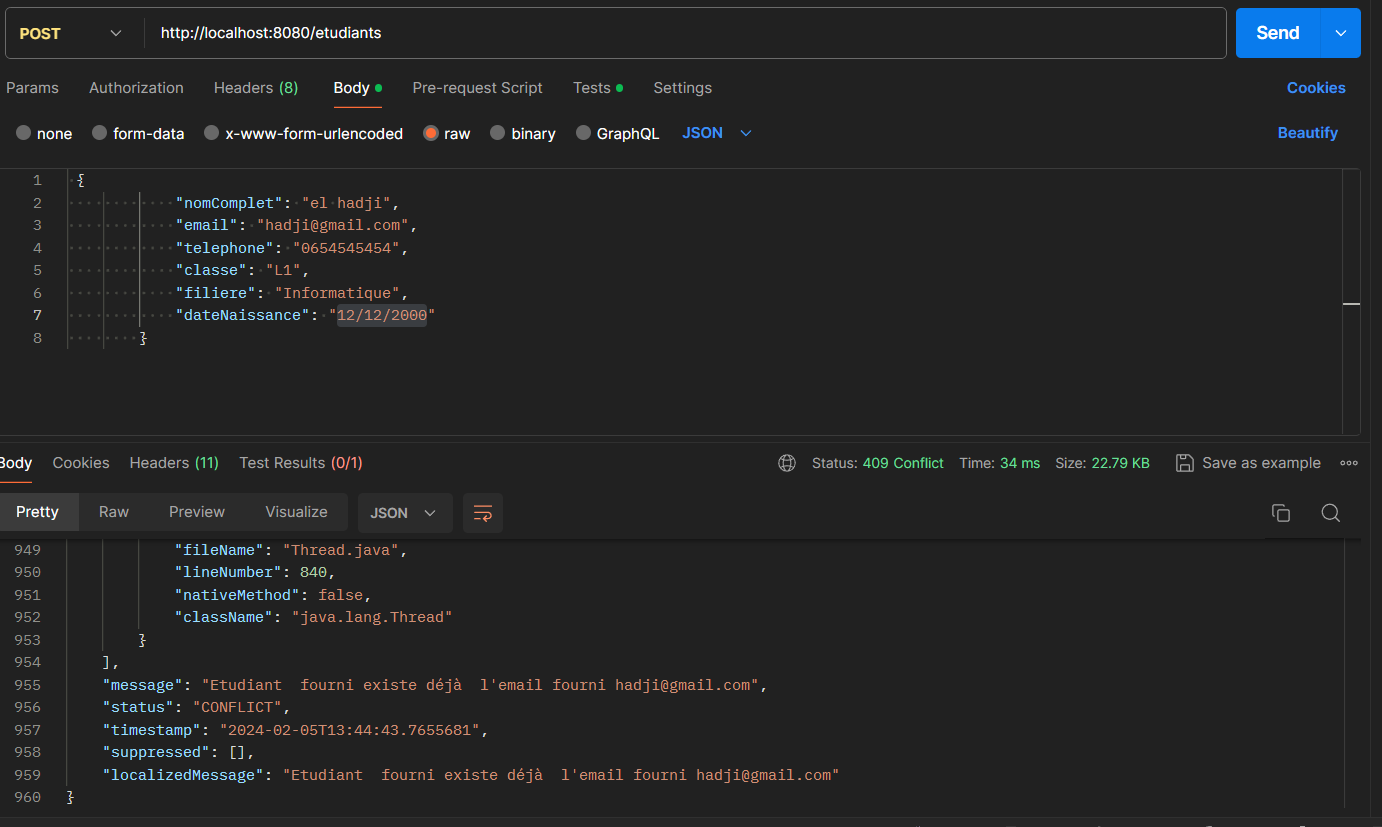 POST http://localhost:8080/etudiants Send
Params Authorization Headers (8) Body Pre-request Script Tests Settings Cookies
none form-data x-www-form-urlencoded raw binary GraphQL JSON Beautify
1 {
2 "nomComplet": "el hadji",
3 "email": "hadji@gmail.com",
4 "telephone": "0654545454",
5 "classe": "L1",
6 "filiere": "Informatique",
7 "dateNaissance": "12/12/2000"
8 }
Body Cookies Headers (11) Test Results (0/1) Status: 409 Conflict Time: 34 ms Size: 22.79 KB Save as example
Pretty Raw Preview Visualize JSON
949 "fileName": "Thread.java",
950 "lineNumber": 840,
951 "nativeMethod": false,
952 "className": "java.lang.Thread"
953 }
954 ],
955 "message": "Etudiant  fourni existe déjà  l'email fourni hadji@gmail.com",
956 "status": "CONFLICT",
957 "timestamp": "2024-02-05T13:44:43.7655681",
958 "suppressed": [],
959 "localizedMessage": "Etudiant  fourni existe déjà  l'email fourni hadji@gmail.com"
960 }